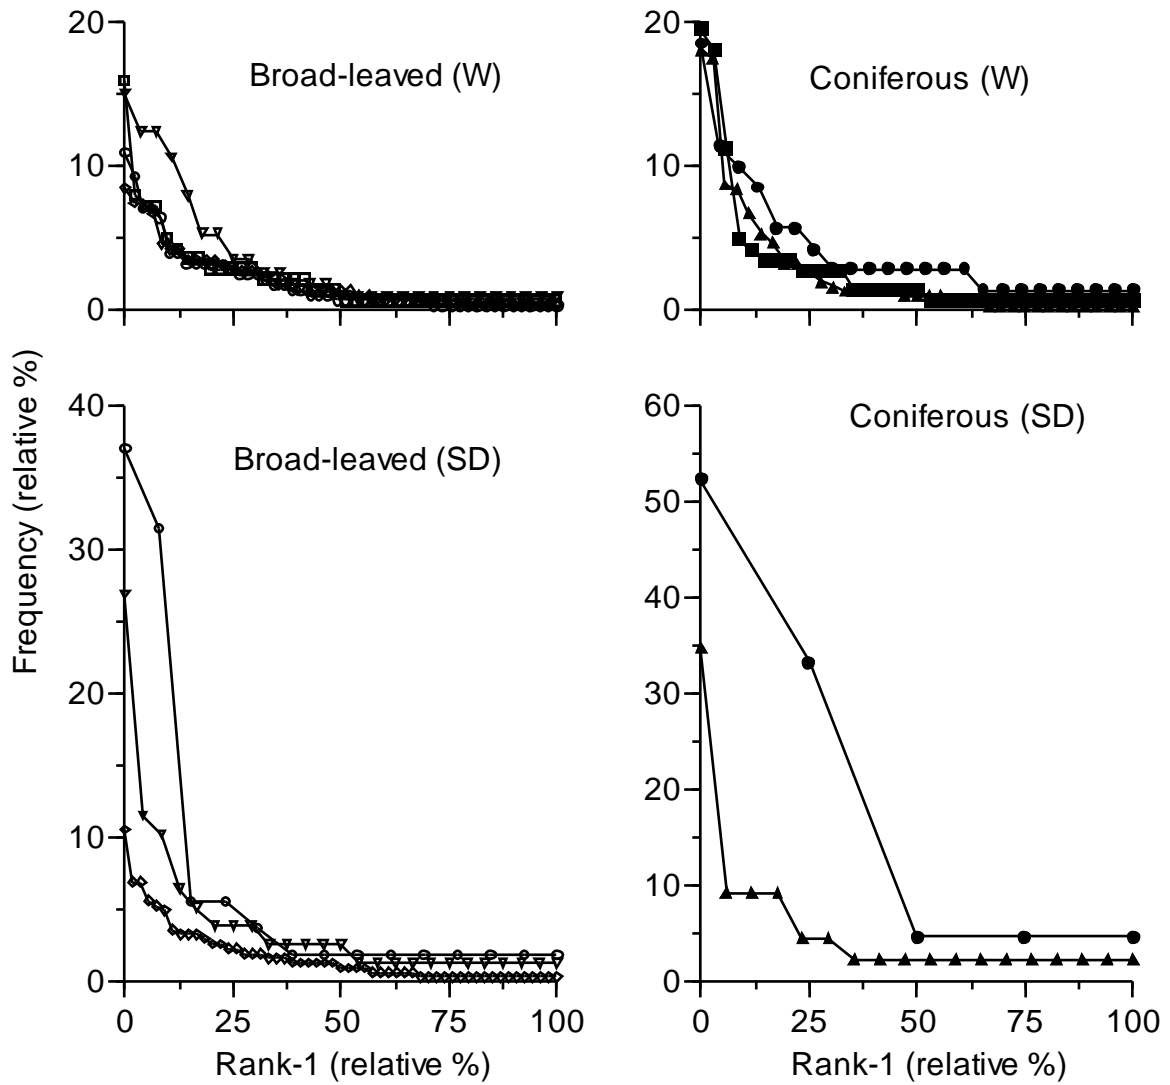 20
10
0
Broad-leaved (W)
20
10
0
Coniferous (W)
Frequency (relative %)
40
30
20
10
0
Broad-leaved (SD)
0 25 50 75 100
Rank-1 (relative %)
60
50
40
30
20
10
0
Coniferous (SD)
0 25 50 75 100
Rank-1 (relative %)